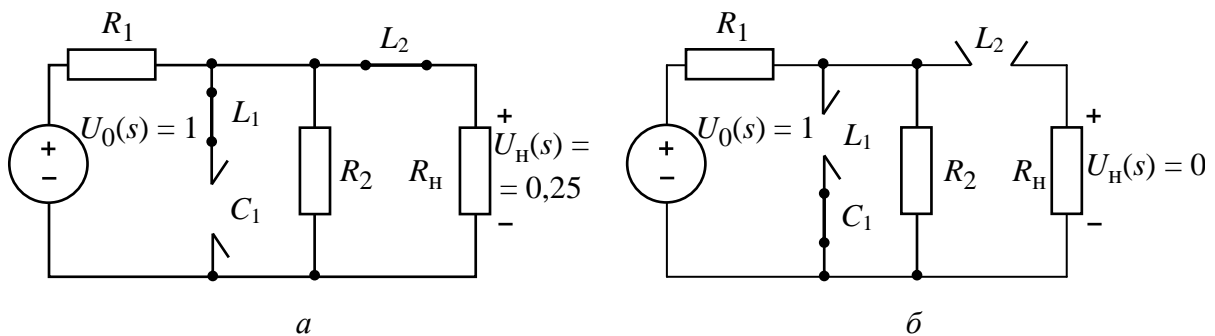 R1
L2
U0(s) = 1
L1
C1
R2
Rн
+
−
+
Uн(s) =
= 0,25
−
а
R1
L2
U0(s) = 1
L1
C1
R2
Rн
+
−
+
Uн(s) = 0
−
б